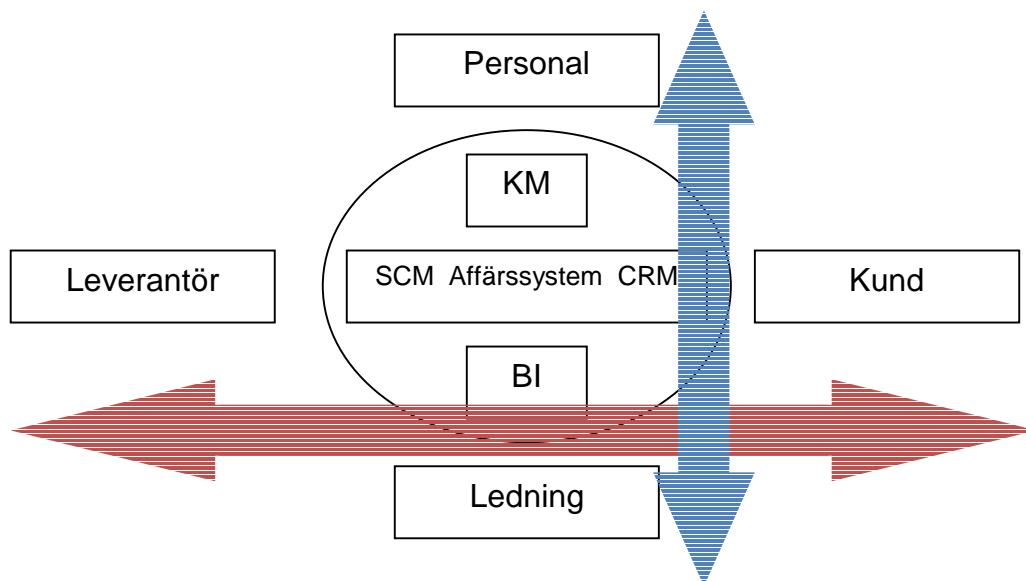 Personal
KM
Leverantör
SCM Affärssystem CRM
Kund
BI
Ledning